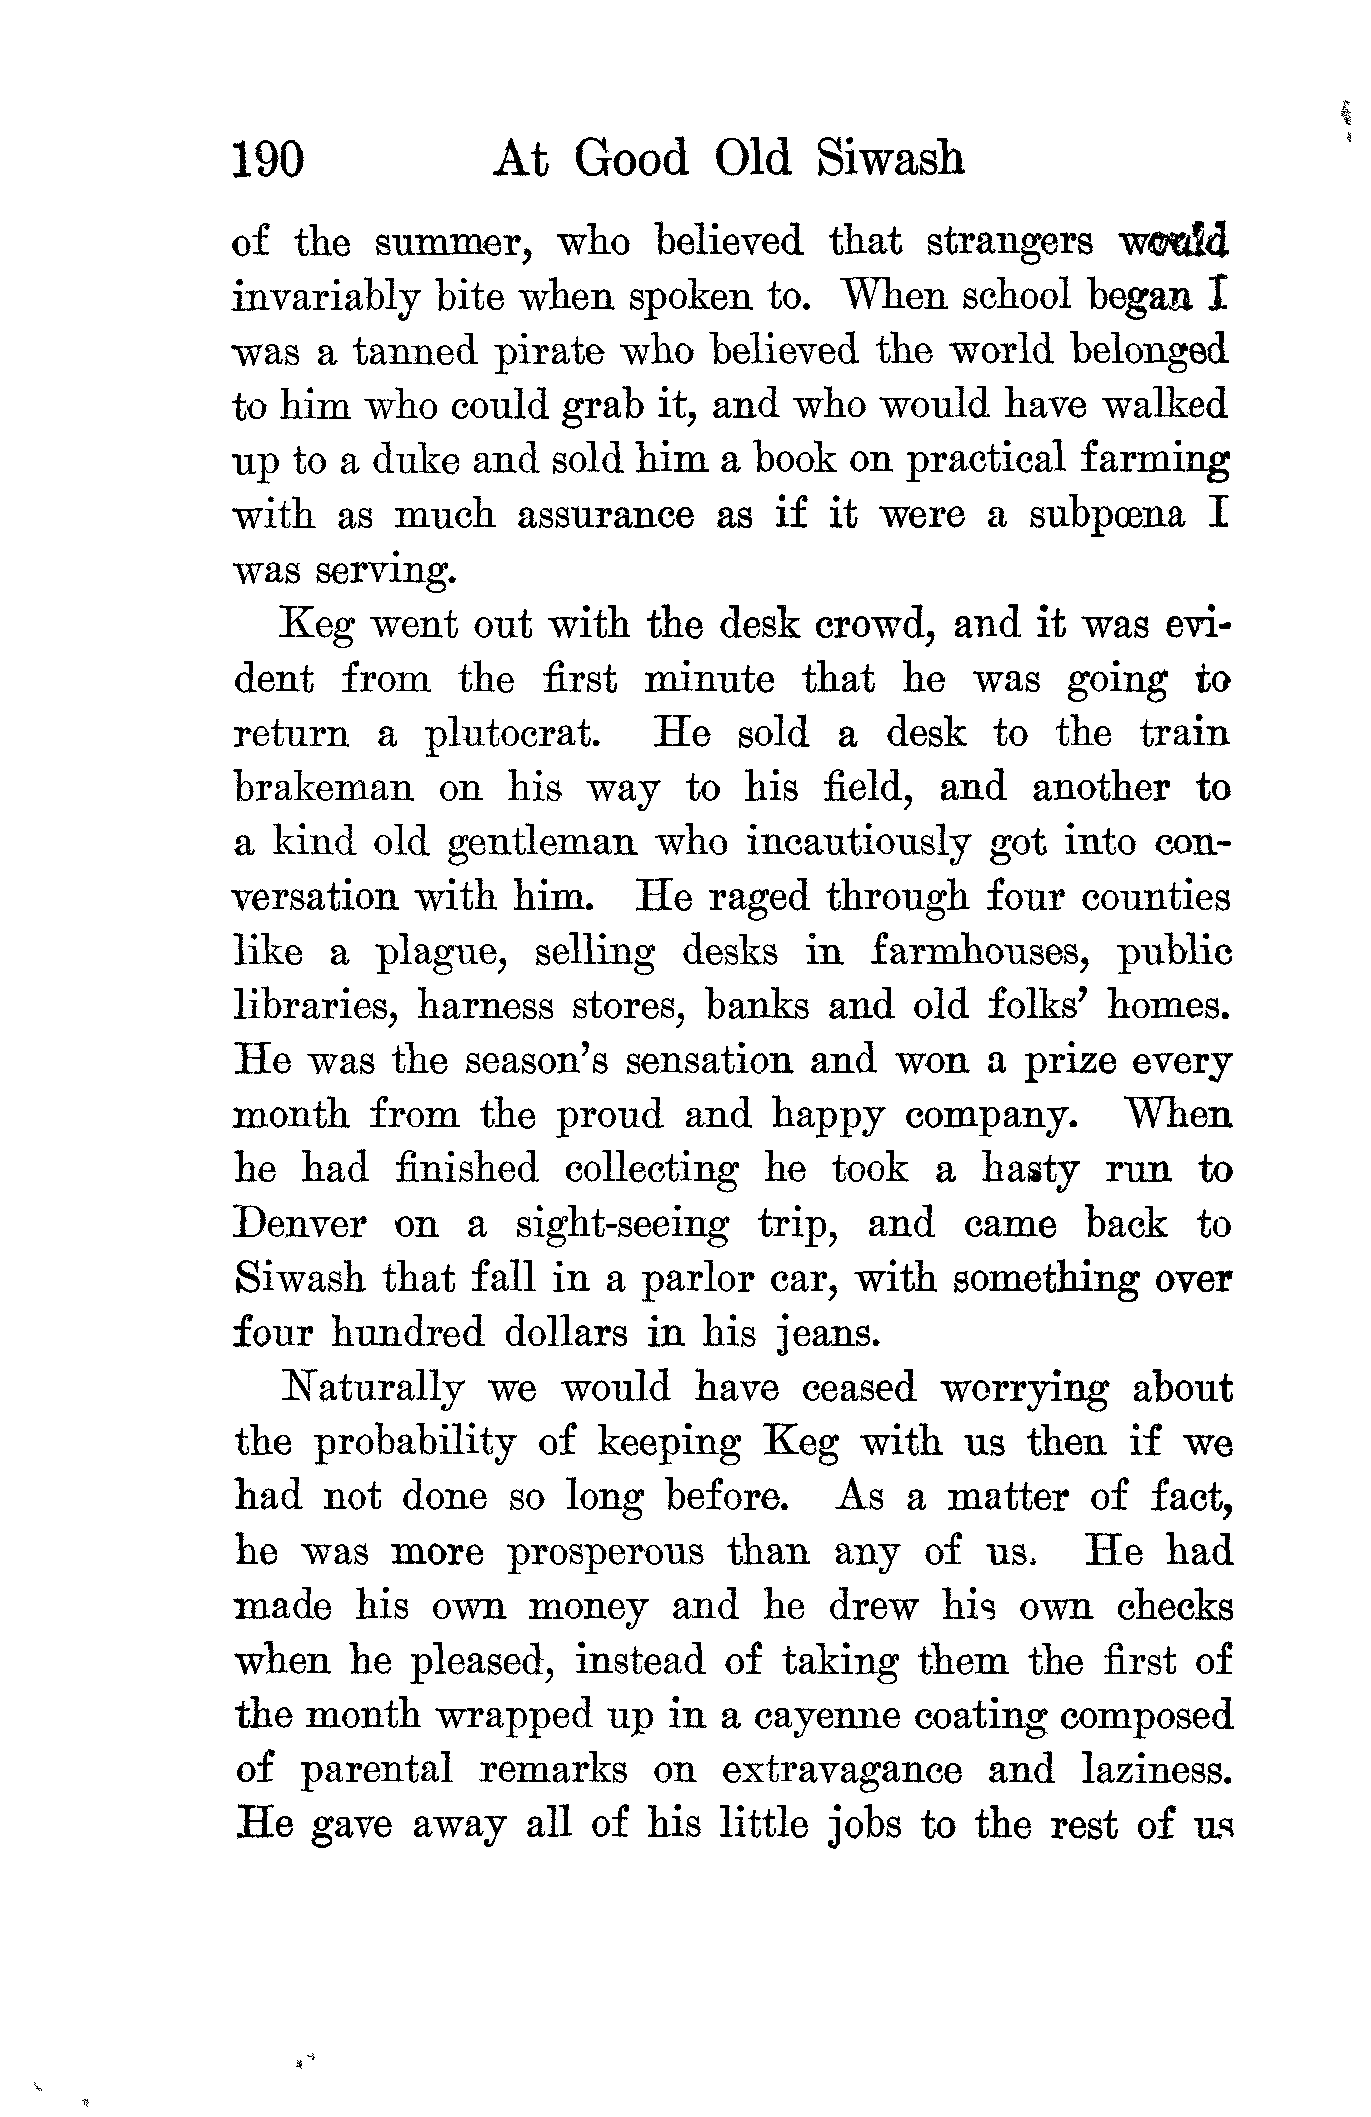 190 At Good Old Siwash
of the summer, who believed that strangers would
invariably bite when spoken to. When school began I
was a tanned pirate who believed the world belonged
to him who could grab it, and who would have walked
up to a duke and sold him a book on practical farming
with as much assurance as if it were a subpœna I
was serving.
Keg went out with the desk crowd, and it was evi-
dent from the first minute that he was going to
return a plutocrat. He sold a desk to the train
brakeman on his way to his field, and another to
a kind old gentleman who incautiously got into con-
versation with him. He raged through four counties
like a plague, selling desks in farmhouses, public
libraries, harness stores, banks and old folks' homes.
He was the season's sensation and won a prize every
month from the proud and happy company. When
he had finished collecting he took a hasty run to
Denver on a sight-seeing trip, and came back to
Siwash that fall in a parlor car, with something over
four hundred dollars in his jeans.
Naturally we would have ceased worrying about
the probability of keeping Keg with us then if we
had not done so long before. As a matter of fact,
he was more prosperous than any of us. He had
made his own money and he drew his own checks
when he pleased, instead of taking them the first of
the month wrapped up in a cayenne coating composed
of parental remarks on extravagance and laziness.
He gave away all of his little jobs to the rest of us